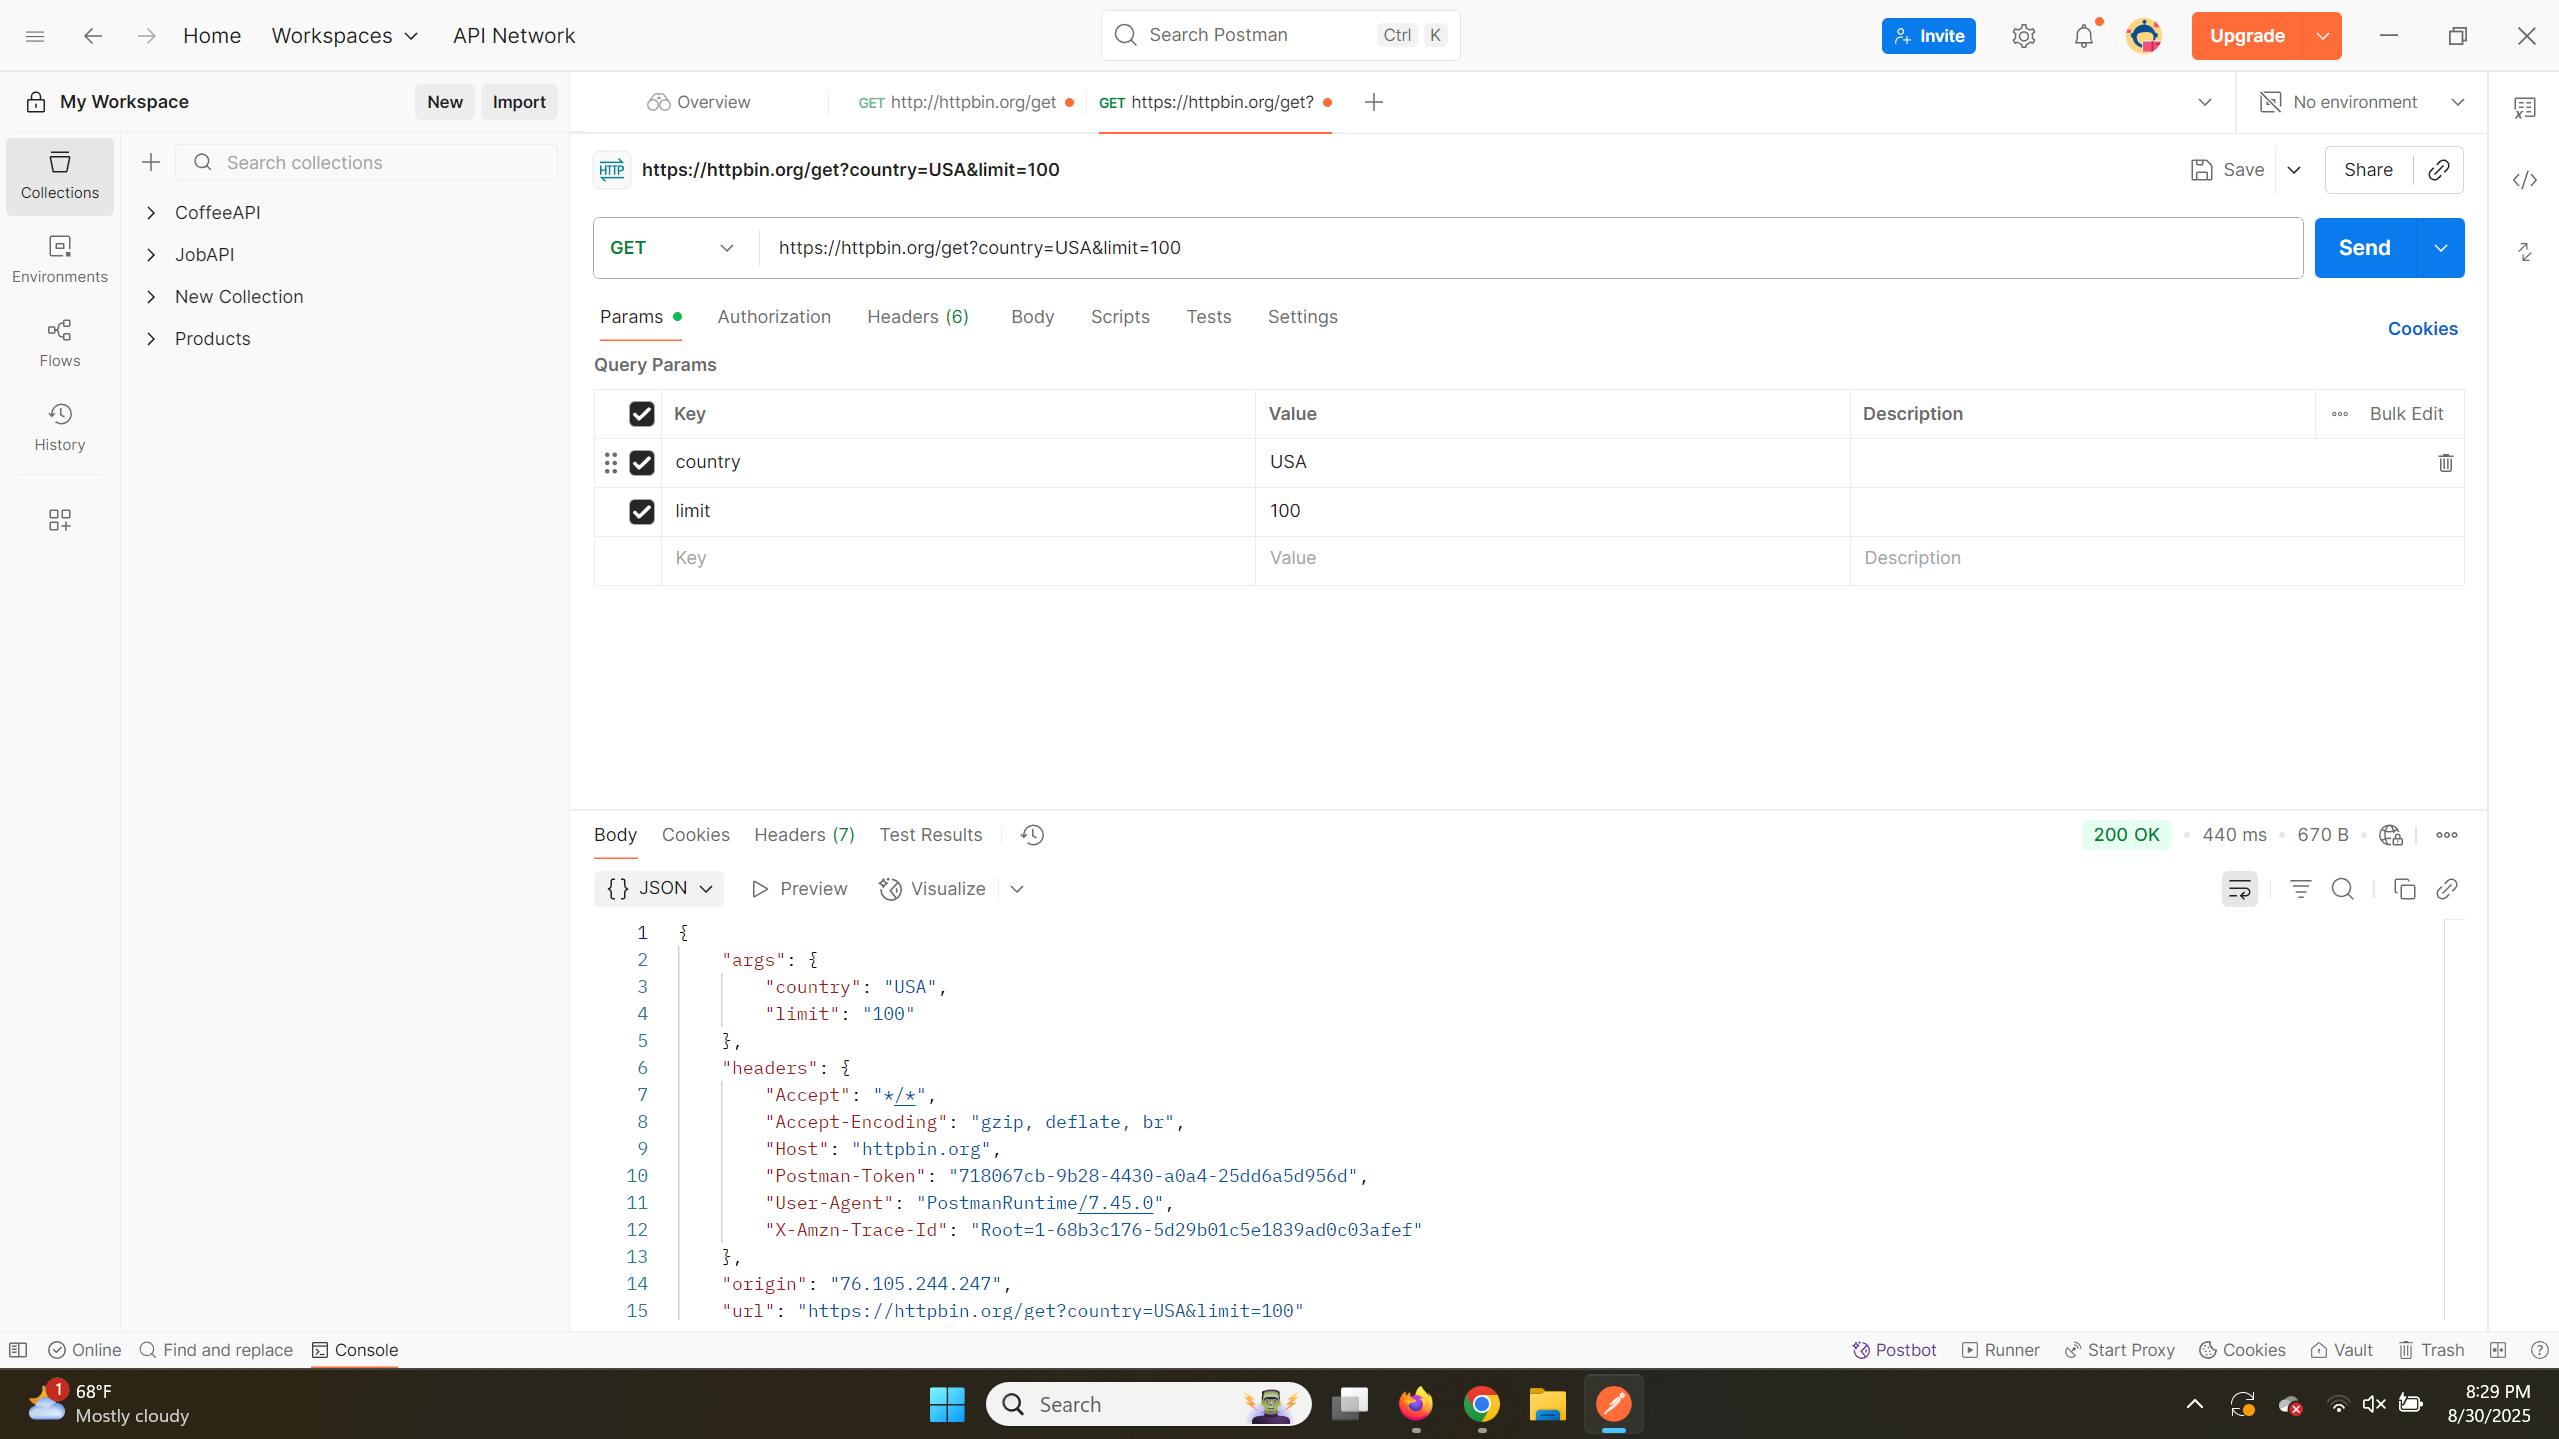 Home Workspaces API Network Search Postman Ctrl K Invite Upgrade
My Workspace New Import Overview GET http://httpbin.org/get GET https://httpbin.org/get? No environment
Collections
Environments
Flows
History
Search collections
CoffeeAPI
JobAPI
New Collection
Products
HTTP https://httpbin.org/get?country=USA&limit=100 Save Share
GET https://httpbin.org/get?country=USA&limit=100 Send
Params Authorization Headers (6) Body Scripts Tests Settings Cookies
Query Params
Key Value Description Bulk Edit
country USA
limit 100
Key Value Description
Body Cookies Headers (7) Test Results 200 OK 440 ms 670 B
{} JSON Preview Visualize
1 {
2 "args": {
3 "country": "USA",
4 "limit": "100"
5 },
6 "headers": {
7 "Accept": "*/*",
8 "Accept-Encoding": "gzip, deflate, br",
9 "Host": "httpbin.org",
10 "Postman-Token": "718067cb-9b28-4430-a0a4-25dd6a5d956d",
11 "User-Agent": "PostmanRuntime/7.45.0",
12 "X-Amzn-Trace-Id": "Root=1-68b3c176-5d29b01c5e1839ad0c03afef"
13 },
14 "origin": "76.105.244.247",
15 "url": "https://httpbin.org/get?country=USA&limit=100"
Online Find and replace Console Postbot Runner Start Proxy Cookies Vault Trash
1 68°F
Mostly cloudy
Search
8:29 PM
8/30/2025